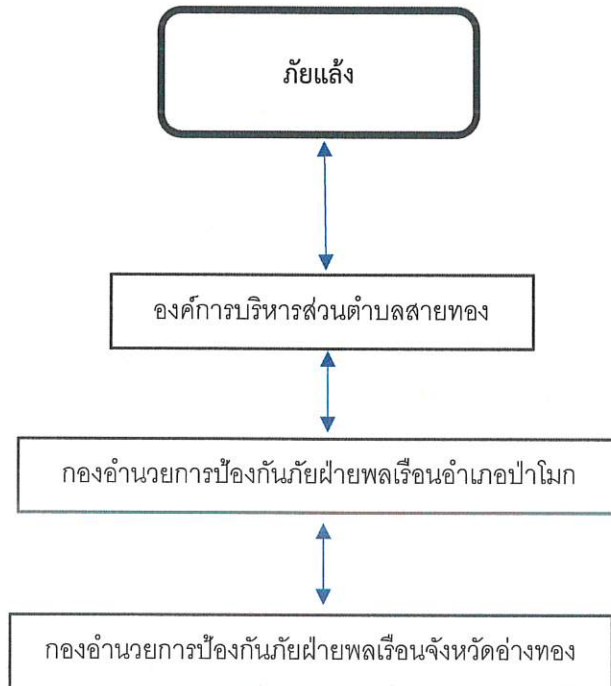 ภัยแล้ง
องค์การบริหารส่วนตำบลสายทอง
กองอำนวยการป้องกันภัยฝ่ายพลเรือนอำเภอป่าโมก
กองอำนวยการป้องกันภัยฝ่ายพลเรือนจังหวัดอ่างทอง